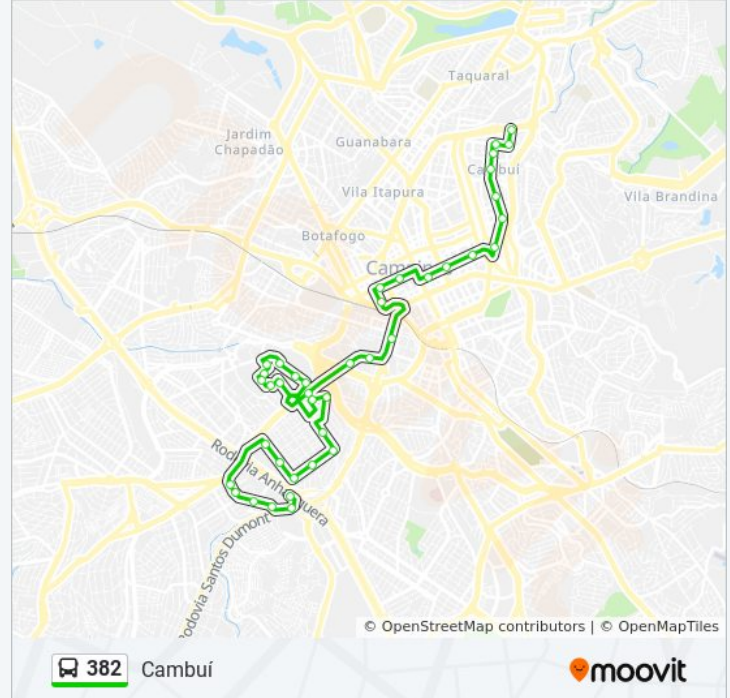 Taquaral
Jardim
Chapadão
Guanabara
Cambuí
Vila Itapura
Vila Brandina
Botafogo
Rodovia Anhanguera
Rodovia Santos Dumont
© OpenStreetMap contributors | © OpenMapTiles
382 Cambuí
moovit